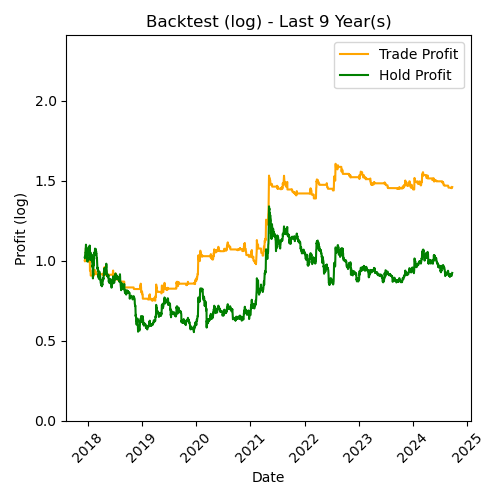 Backtest (log) - Last 9 Year(s)
Trade Profit
Hold Profit
Profit (log)
2.0
1.5
1.0
0.5
0.0
2018
2019
2020
2021
2022
2023
2024
2025
Date